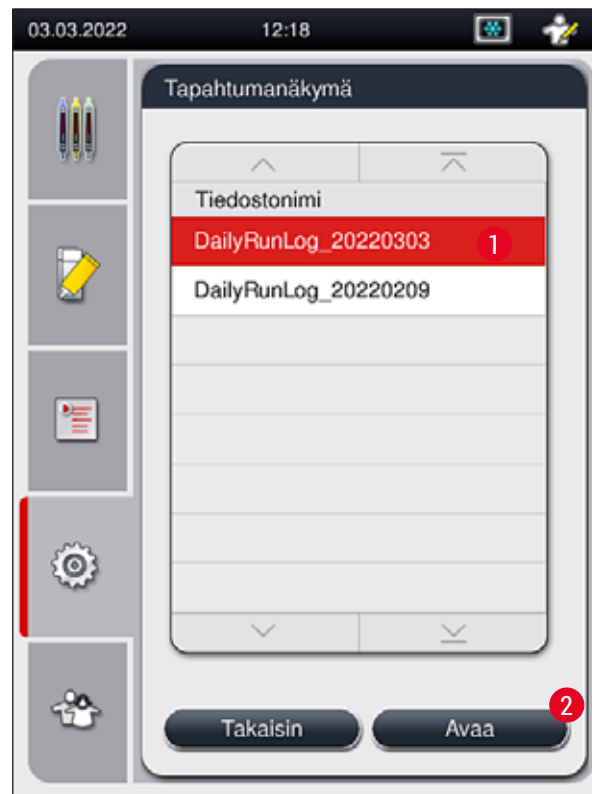 03.03.2022 12:18
Tapahtumanäkymä
Tiedostonimi
DailyRunLog_20220303 1
DailyRunLog_20220209
2
Takaisin Avaa